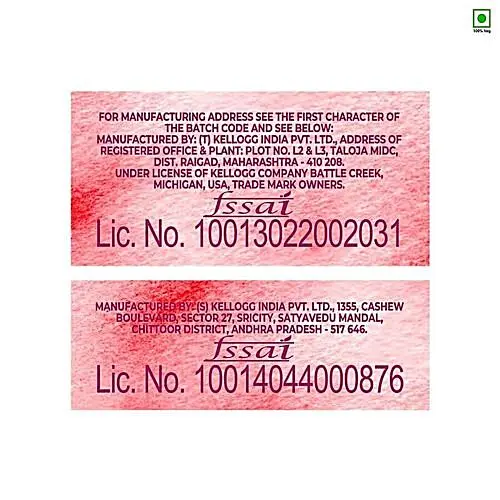 100% Veg
FOR MANUFACTURING ADDRESS SEE THE FIRST CHARACTER OF
THE BATCH CODE AND SEE BELOW:
MANUFACTURED BY: (T) KELLOGG INDIA PVT. LTD., ADDRESS OF
REGISTERED OFFICE & PLANT: PLOT NO. L2 & L3, TALOJA MIDC,
DIST. RAIGAD, MAHARASHTRA - 410 208.
UNDER LICENSE OF KELLOGG COMPANY BATTLE CREEK,
MICHIGAN, USA, TRADE MARK OWNERS.
fssai
Lic. No. 10013022002031
MANUFACTURED BY: (S) KELLOGG INDIA PVT. LTD., 1355, CASHEW
BOULEVARD, SECTOR 27, SRICITY, SATYAVEDU MANDAL,
CHITTOOR DISTRICT, ANDHRA PRADESH - 517 646.
fssai
Lic. No. 10014044000876